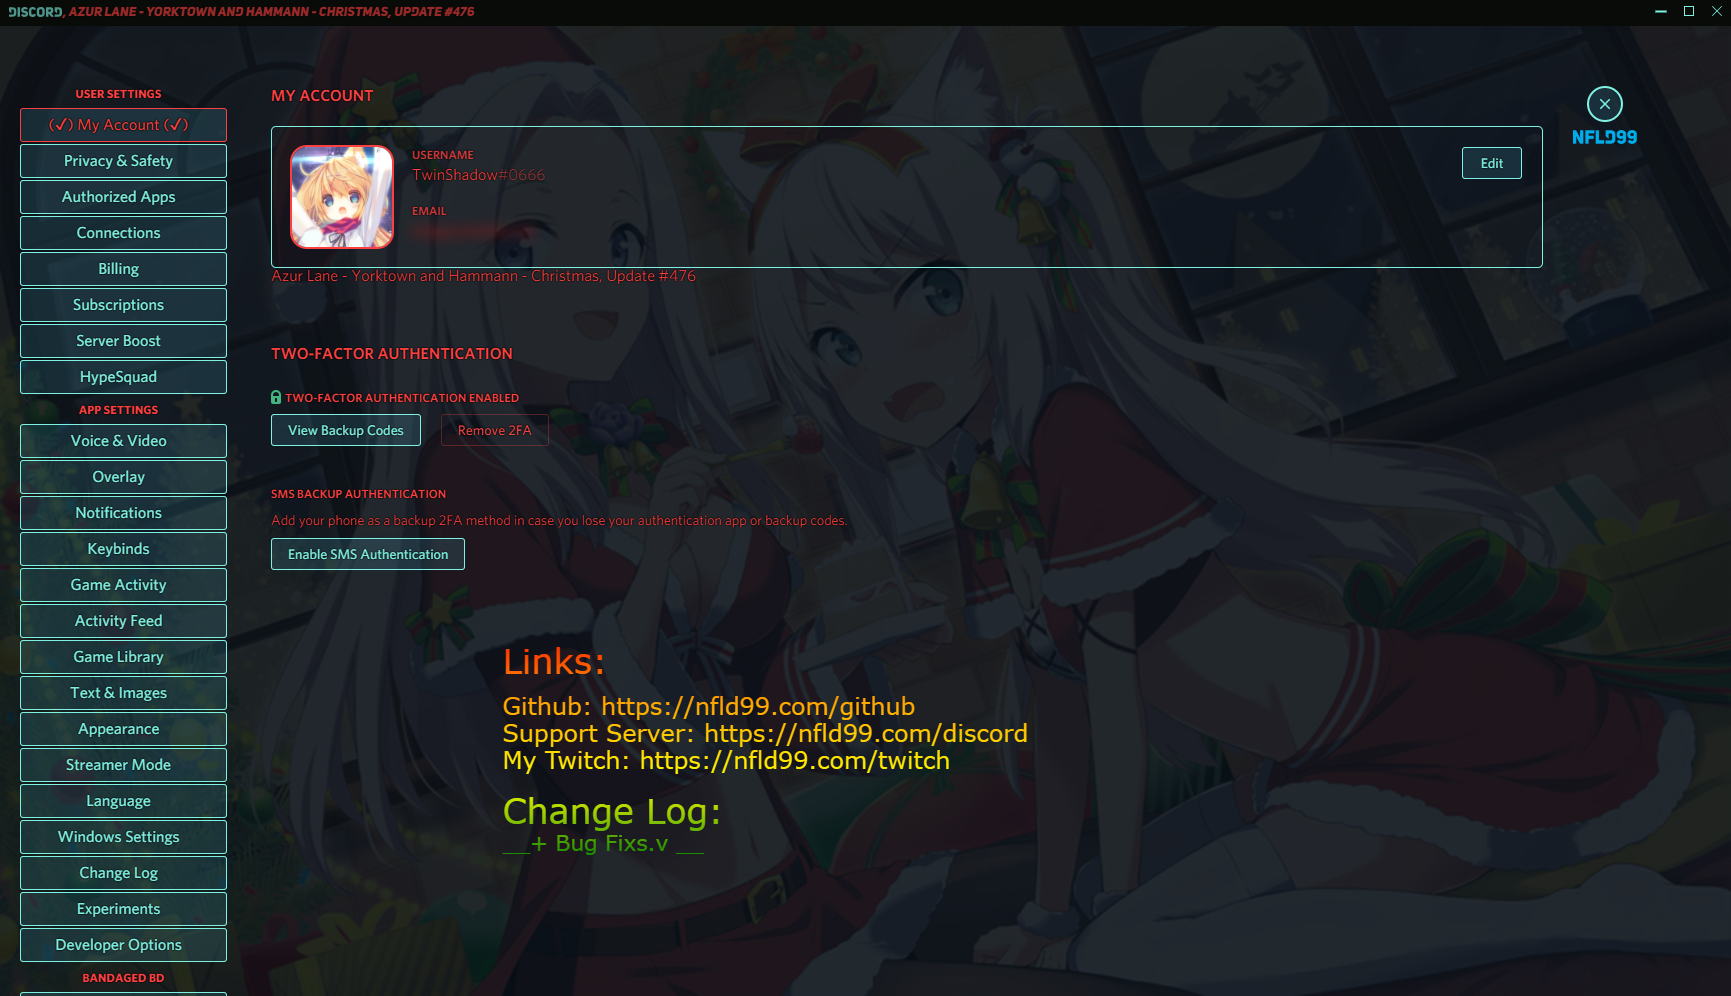 DISCORD, AZUR LANE - YORKTOWN AND HAMMANN - CHRISTMAS, UPDATE #476
USER SETTINGS
(✓) My Account (✓)
Privacy & Safety
Authorized Apps
Connections
Billing
Subscriptions
Server Boost
HypeSquad
APP SETTINGS
Voice & Video
Overlay
Notifications
Keybinds
Game Activity
Activity Feed
Game Library
Text & Images
Appearance
Streamer Mode
Language
Windows Settings
Change Log
Experiments
Developer Options
BANDAGED BD
MY ACCOUNT
USERNAME
TwinShadow#0666
EMAIL
Edit
NFLD99
Azur Lane - Yorktown and Hammann - Christmas, Update #476
TWO-FACTOR AUTHENTICATION
TWO-FACTOR AUTHENTICATION ENABLED
View Backup Codes
Remove 2FA
SMS BACKUP AUTHENTICATION
Add your phone as a backup 2FA method in case you lose your authentication app or backup codes.
Enable SMS Authentication
Links:
Github: https://nfld99.com/github
Support Server: https://nfld99.com/discord
My Twitch: https://nfld99.com/twitch
Change Log:
__+ Bug Fixs.v __